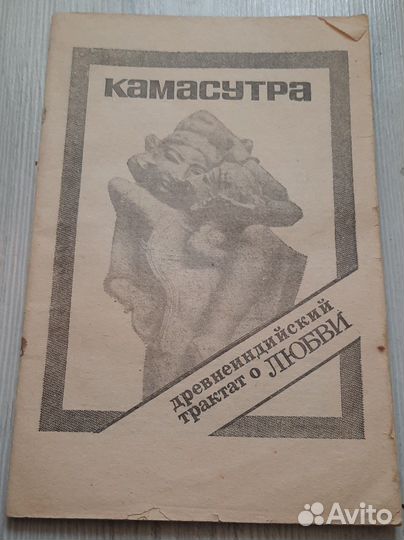 КАМАСУТРА
древнеиндийский
трактат о ЛЮБВИ
Avito